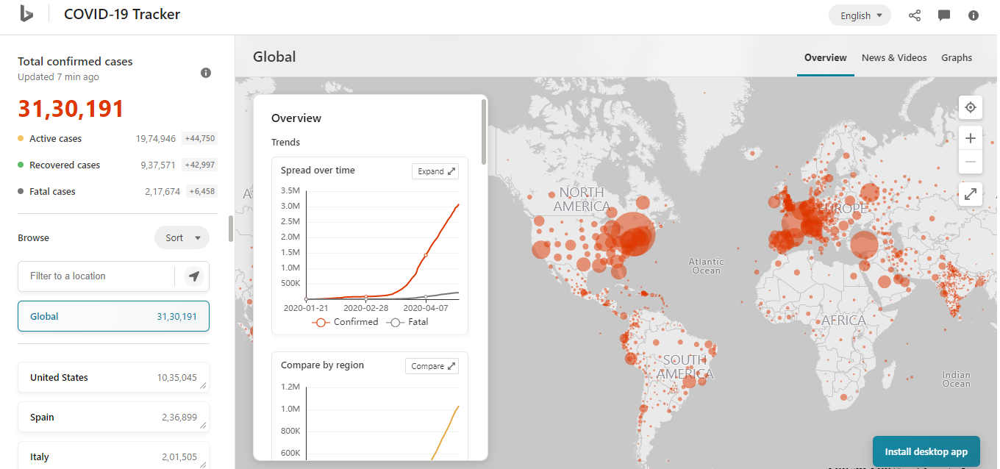 COVID-19 Tracker
English
Total confirmed cases
Updated 7 min ago
31,30,191
Active cases 19,74,946 +44,750
Recovered cases 9,37,571 +42,997
Fatal cases 2,17,674 +6,458
Browse
Sort
Filter to a location
Global 31,30,191
United States 10,35,045
Spain 2,36,899
Italy 2,01,505
Global
Overview News & Videos Graphs
Overview
Trends
Spread over time
Expand
3.5M
3.0M
2.5M
2.0M
1.5M
1.0M
500K
2020-01-21 2020-02-28 2020-04-07
Confirmed Fatal
Compare by region
Compare
1.2M
1.0M
800K
600K
NORTH
AMERICA
EUROPE
Atlantic
Ocean
AFRICA
SOUTH
AMERICA
Indian
Ocean
Install desktop app